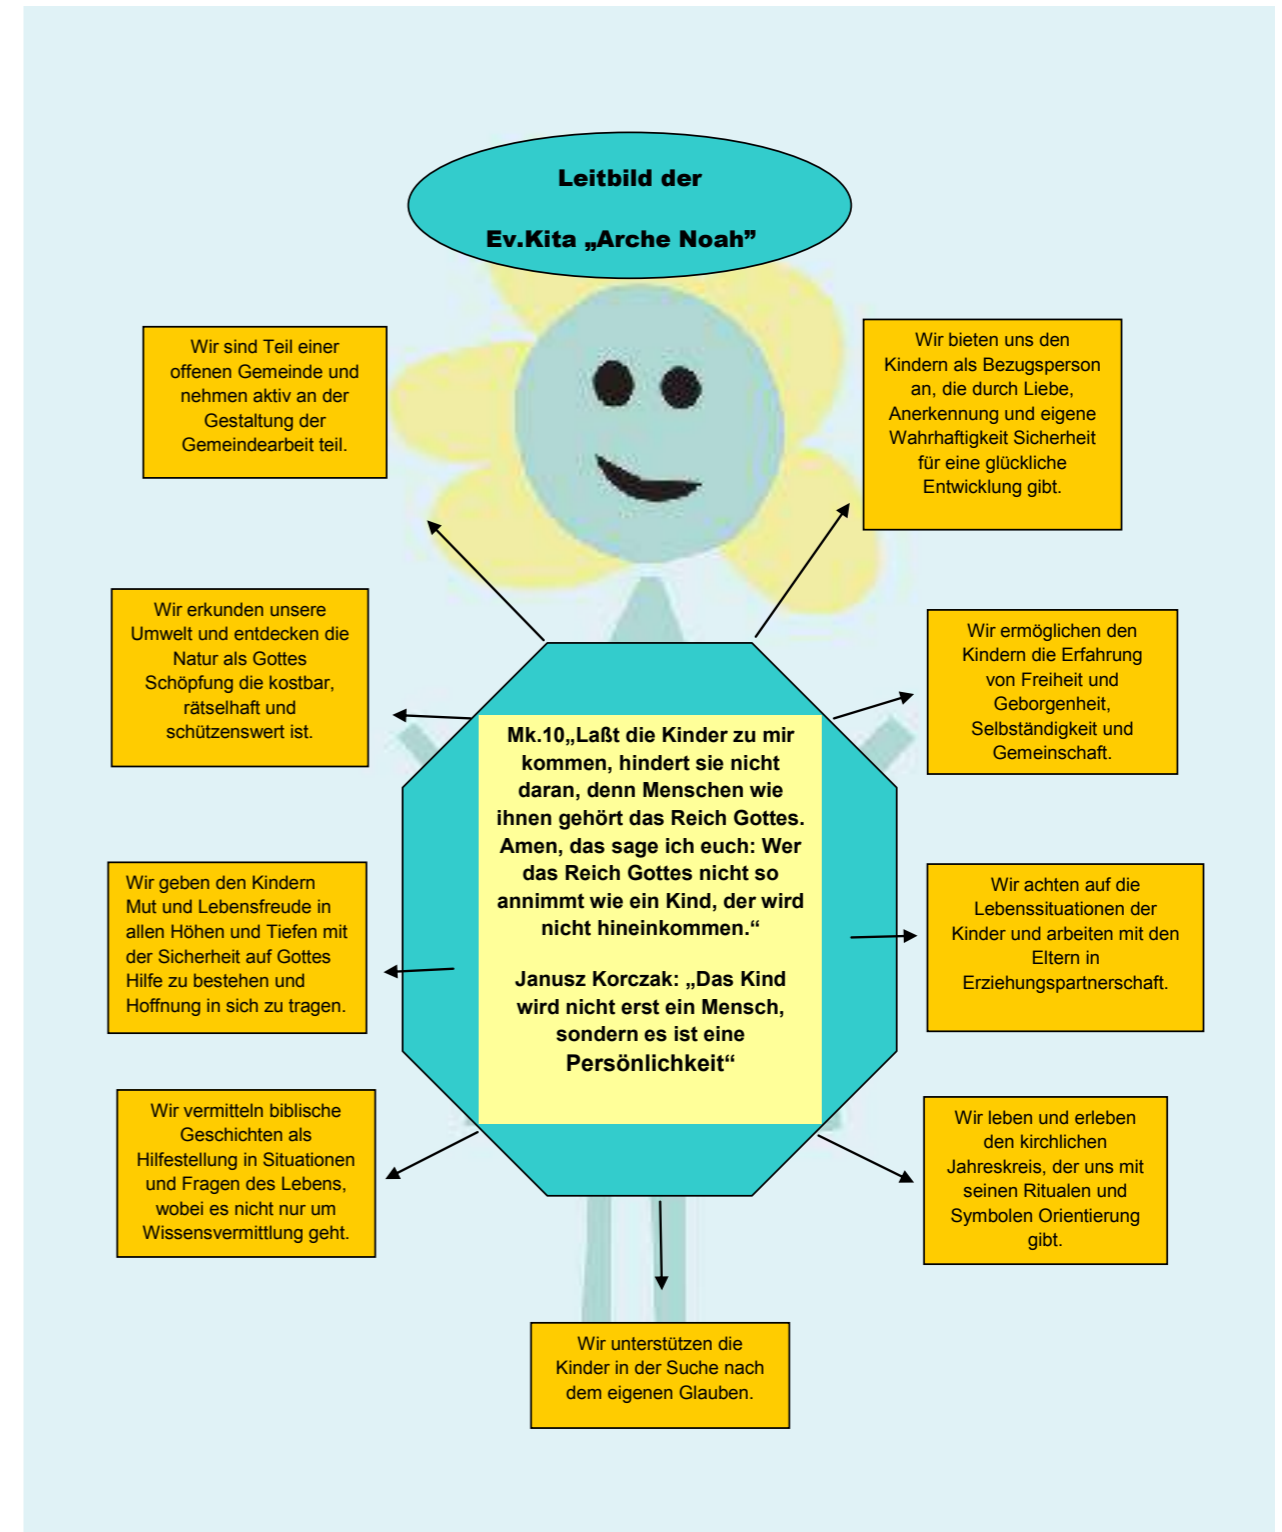 Leitbild der
Ev.Kita „Arche Noah”
Wir sind Teil einer
offenen Gemeinde und
nehmen aktiv an der
Gestaltung der
Gemeindearbeit teil.
Wir bieten uns den
Kindern als Bezugsperson
an, die durch Liebe,
Anerkennung und eigene
Wahrhaftigkeit Sicherheit
für eine glückliche
Entwicklung gibt.
Wir erkunden unsere
Umwelt und entdecken die
Natur als Gottes
Schöpfung die kostbar,
rätselhaft und
schützenswert ist.
Wir ermöglichen den
Kindern die Erfahrung
von Freiheit und
Geborgenheit,
Selbständigkeit und
Gemeinschaft.
Mk.10„Laßt die Kinder zu mir
kommen, hindert sie nicht
daran, denn Menschen wie
ihnen gehört das Reich Gottes.
Amen, das sage ich euch: Wer
das Reich Gottes nicht so
annimmt wie ein Kind, der wird
nicht hineinkommen.“
Janusz Korczak: „Das Kind
wird nicht erst ein Mensch,
sondern es ist eine
Persönlichkeit“
Wir geben den Kindern
Mut und Lebensfreude in
allen Höhen und Tiefen mit
der Sicherheit auf Gottes
Hilfe zu bestehen und
Hoffnung in sich zu tragen.
Wir achten auf die
Lebenssituationen der
Kinder und arbeiten mit den
Eltern in
Erziehungspartnerschaft.
Wir vermitteln biblische
Geschichten als
Hilfestellung in Situationen
und Fragen des Lebens,
wobei es nicht nur um
Wissensvermittlung geht.
Wir leben und erleben
den kirchlichen
Jahreskreis, der uns mit
seinen Ritualen und
Symbolen Orientierung
gibt.
Wir unterstützen die
Kinder in der Suche nach
dem eigenen Glauben.